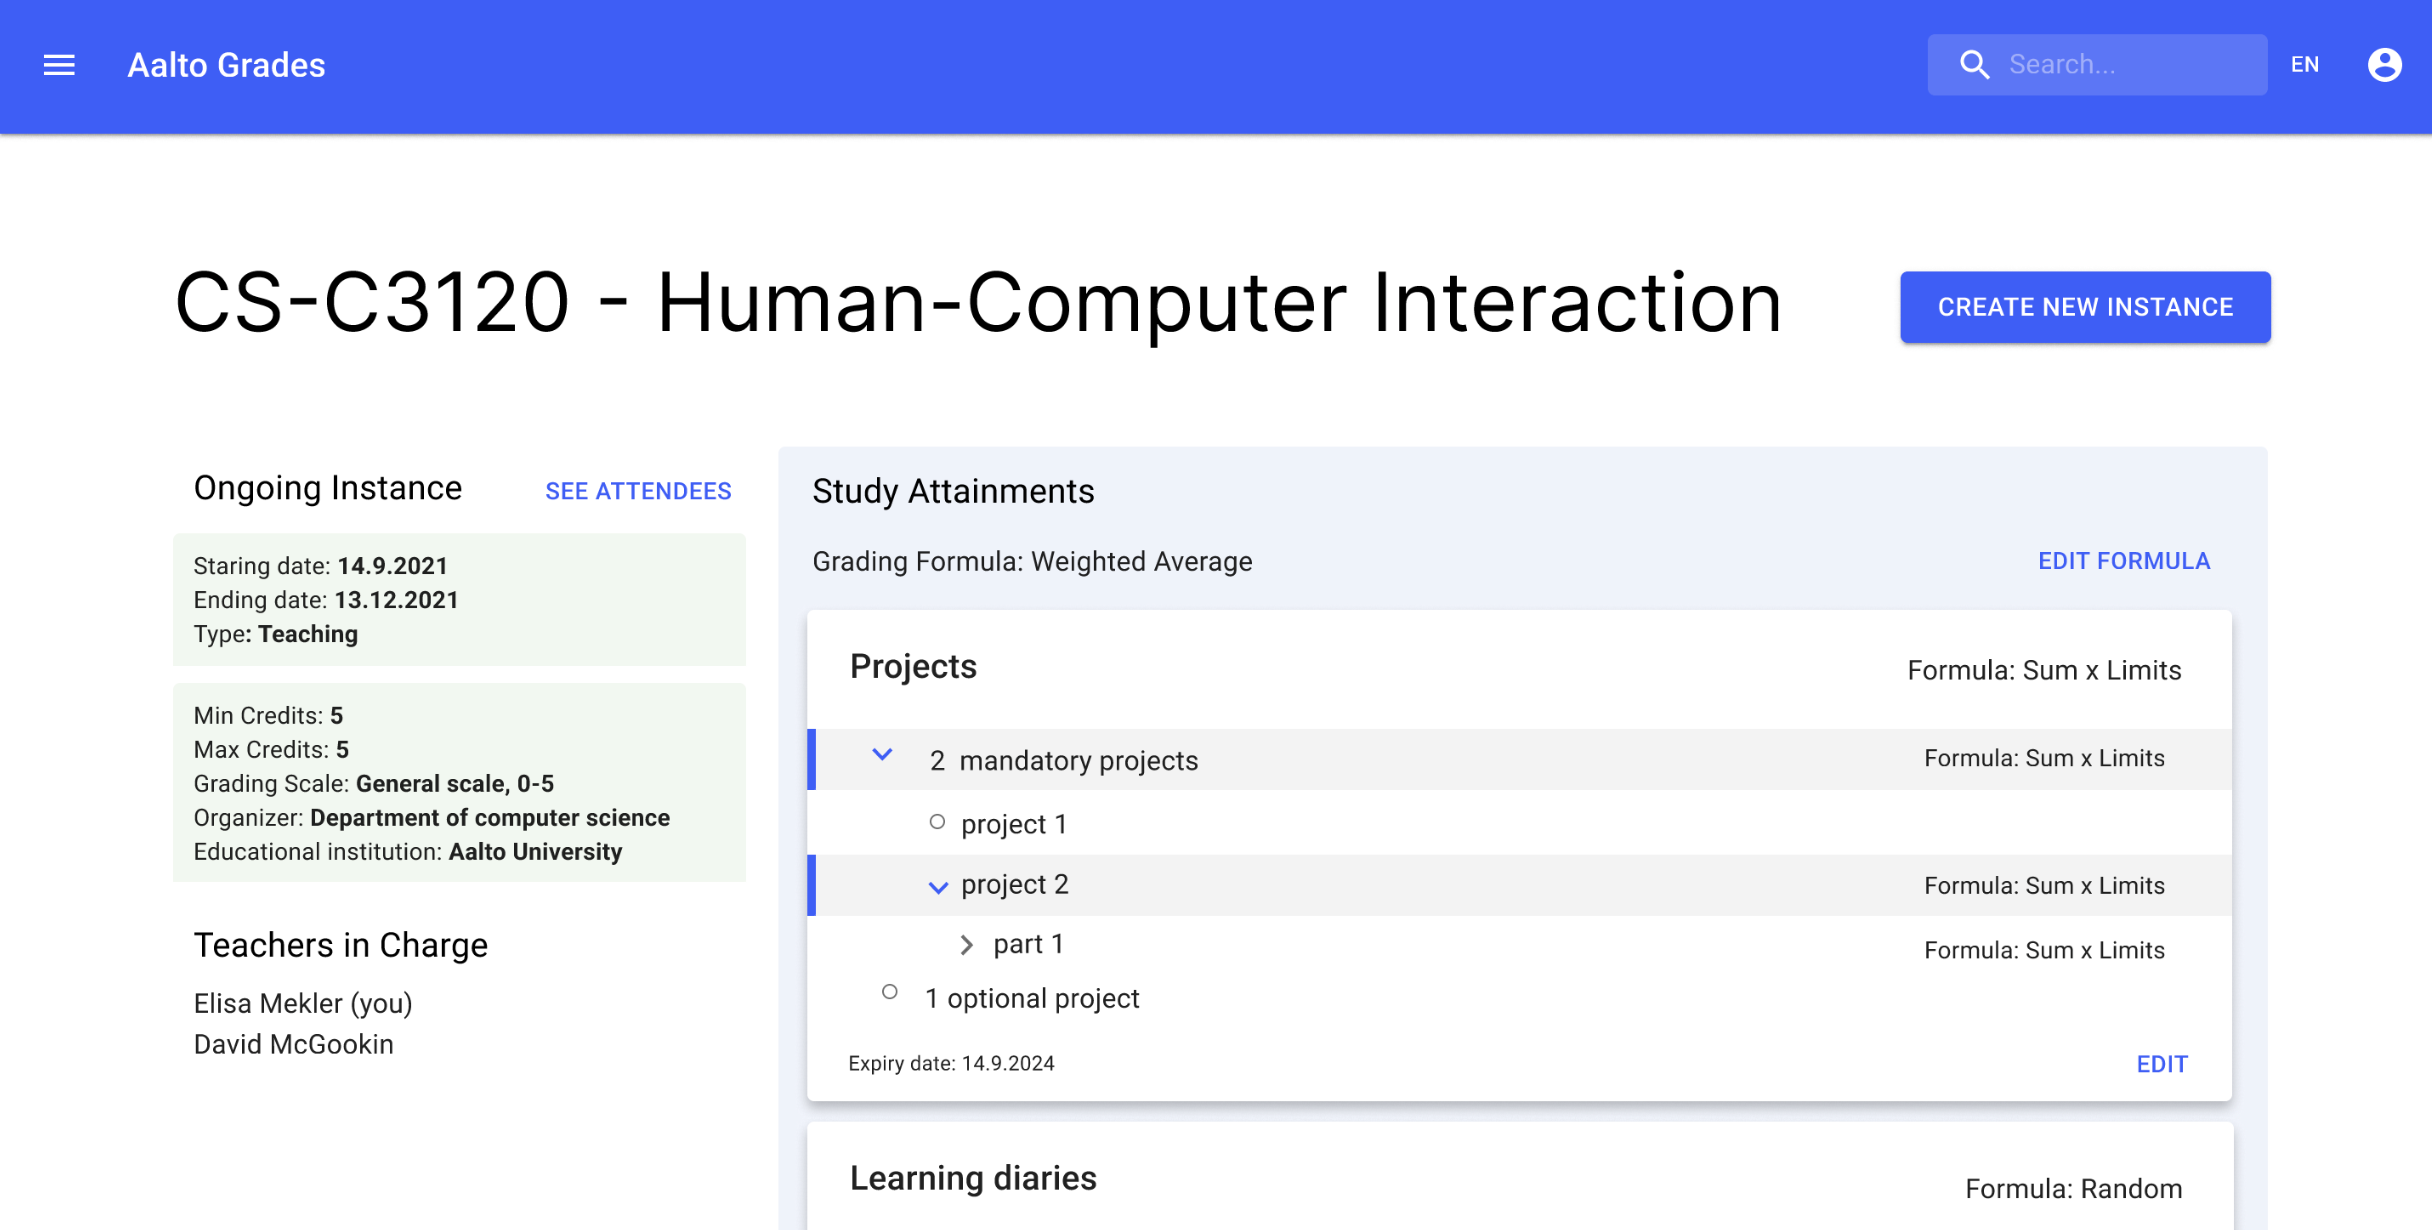 Aalto Grades
Search...
EN
CS-C3120 - Human-Computer Interaction
CREATE NEW INSTANCE
Ongoing Instance
SEE ATTENDEES
Staring date: 14.9.2021
Ending date: 13.12.2021
Type: Teaching
Min Credits: 5
Max Credits: 5
Grading Scale: General scale, 0-5
Organizer: Department of computer science
Educational institution: Aalto University
Teachers in Charge
Elisa Mekler (you)
David McGookin
Study Attainments
Grading Formula: Weighted Average
EDIT FORMULA
Projects
Formula: Sum x Limits
2 mandatory projects
Formula: Sum x Limits
project 1
project 2
Formula: Sum x Limits
part 1
Formula: Sum x Limits
1 optional project
Expiry date: 14.9.2024
EDIT
Learning diaries
Formula: Random